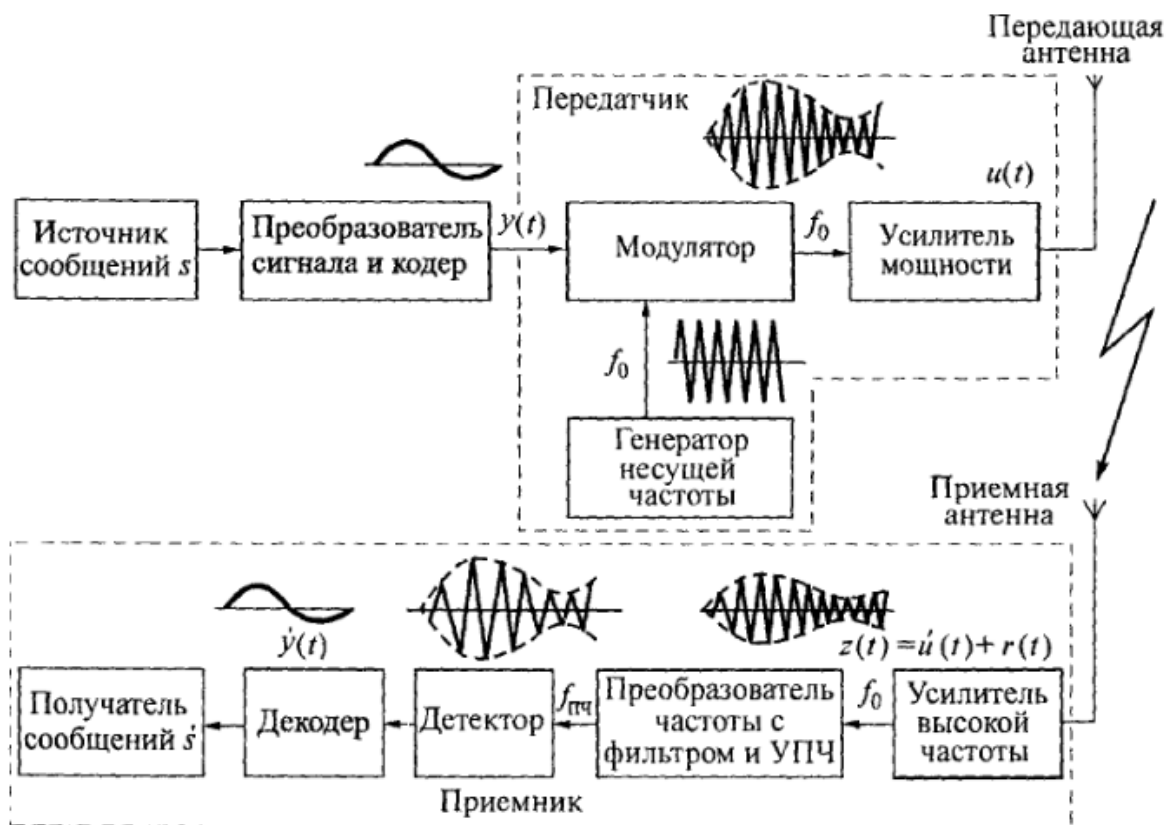 Передающая
антенна
Передатчик
u(t)
Источник
сообщений s
Преобразователь
сигнала и кодер
y(t)
Модулятор
f₀
Усилитель
мощности
f₀
Генератор
несущей
частоты
Приемная
антенна
ẏ(t)
z(t) = ú(t) + r(t)
Получатель
сообщений ṡ
Декодер
Детектор
fпч
Преобразователь
частоты с
фильтром и УПЧ
f₀
Усилитель
высокой
частоты
Приемник